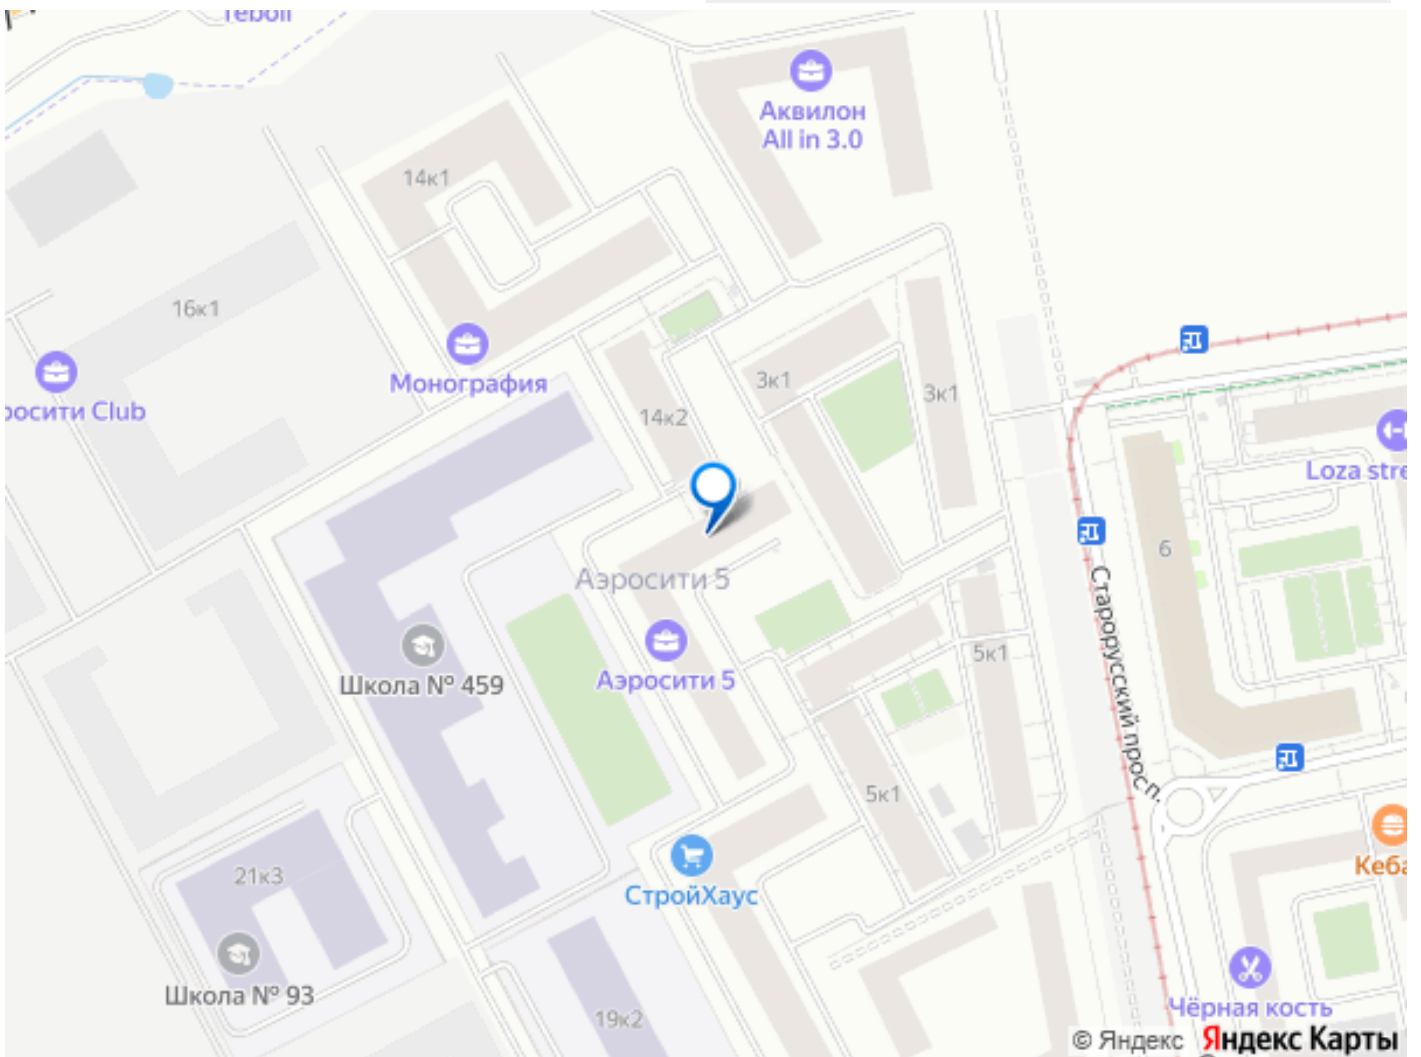 Teboil
Аквилон
All in 3.0
14к1
16к1
Монография
росити Club
3к1
3к1
14к2
Loza stre
6
Аэросити 5
Старорусский просп.
Школа № 459
Аэросити 5
5к1
5к1
21к3
СтройХаус
Кеба
Школа № 93
19к2
Чёрная кость
© Яндекс Яндекс Карты